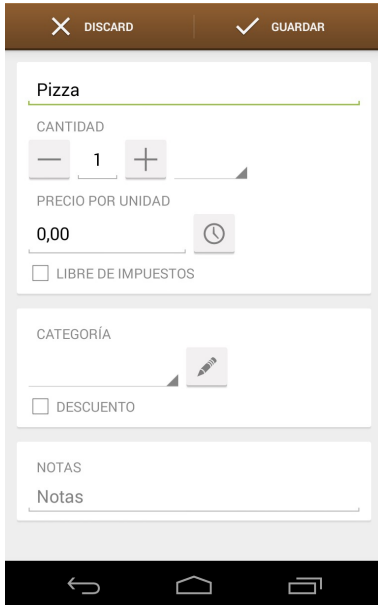 DISCARD GUARDAR
Pizza
CANTIDAD
1
PRECIO POR UNIDAD
0,00
LIBRE DE IMPUESTOS
CATEGORÍA
DESCUENTO
NOTAS
Notas